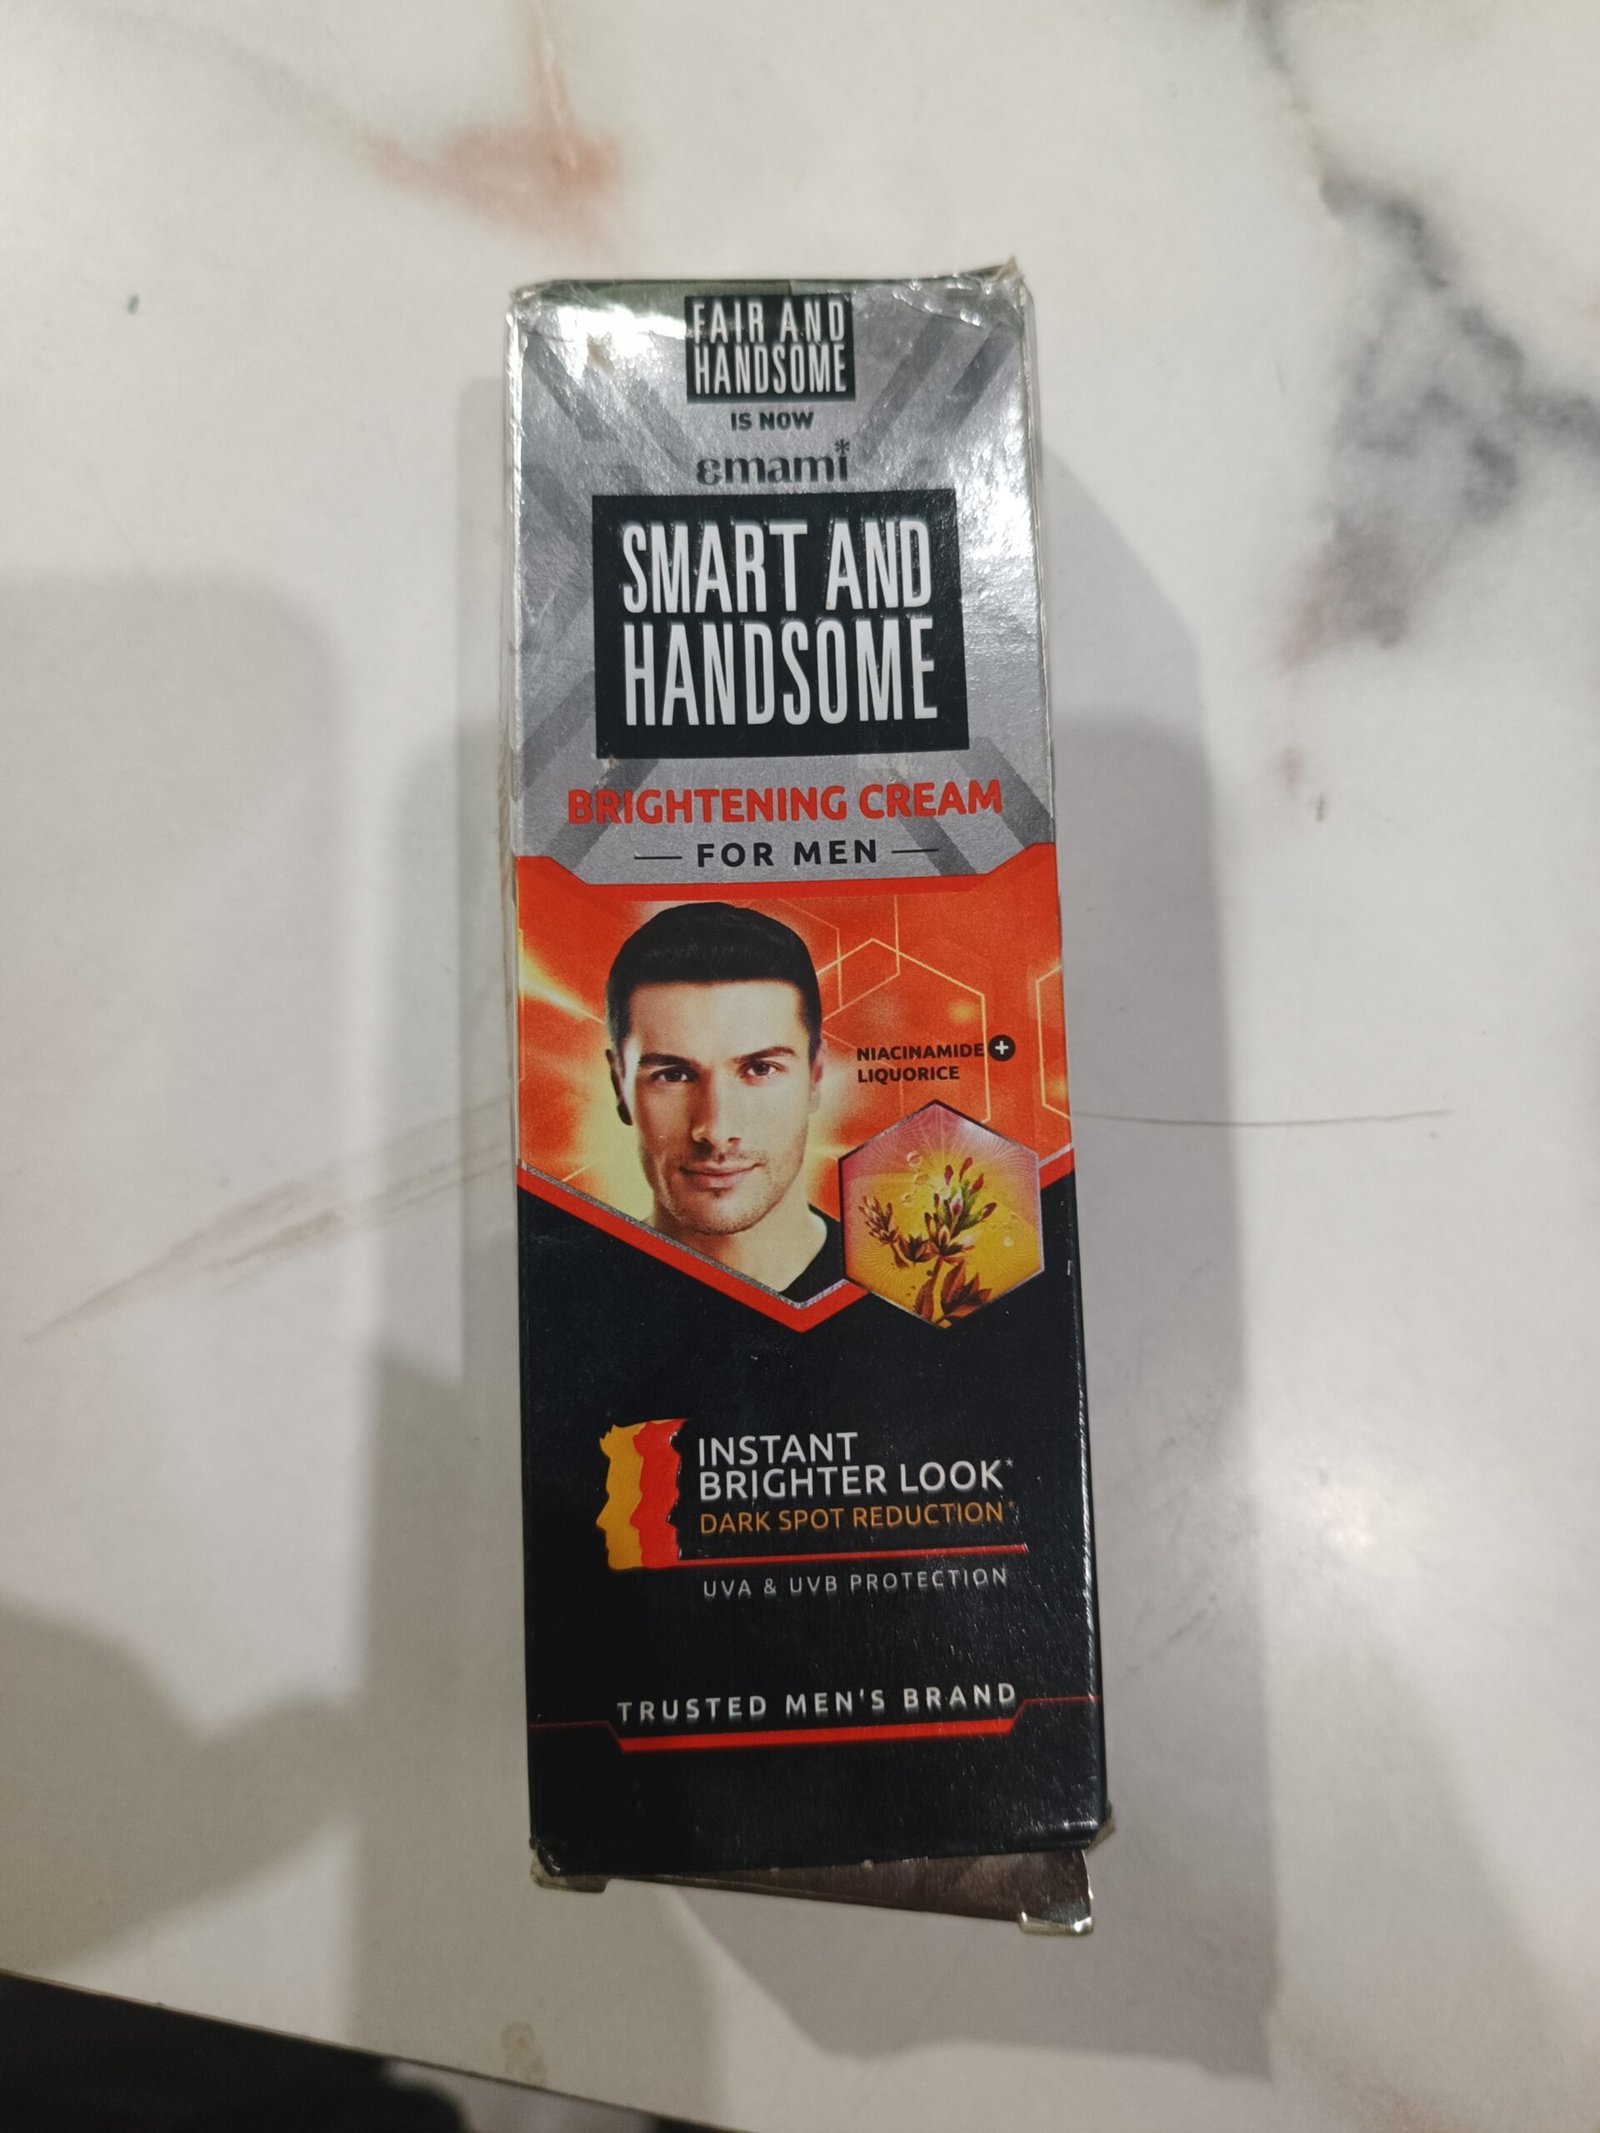 FAIR AND
HANDSOME
IS NOW
emami*
SMART AND
HANDSOME
BRIGHTENING CREAM
FOR MEN
NIACINAMIDE +
LIQUORICE
INSTANT
BRIGHTER LOOK*
DARK SPOT REDUCTION*
UVA & UVB PROTECTION
TRUSTED MEN'S BRAND